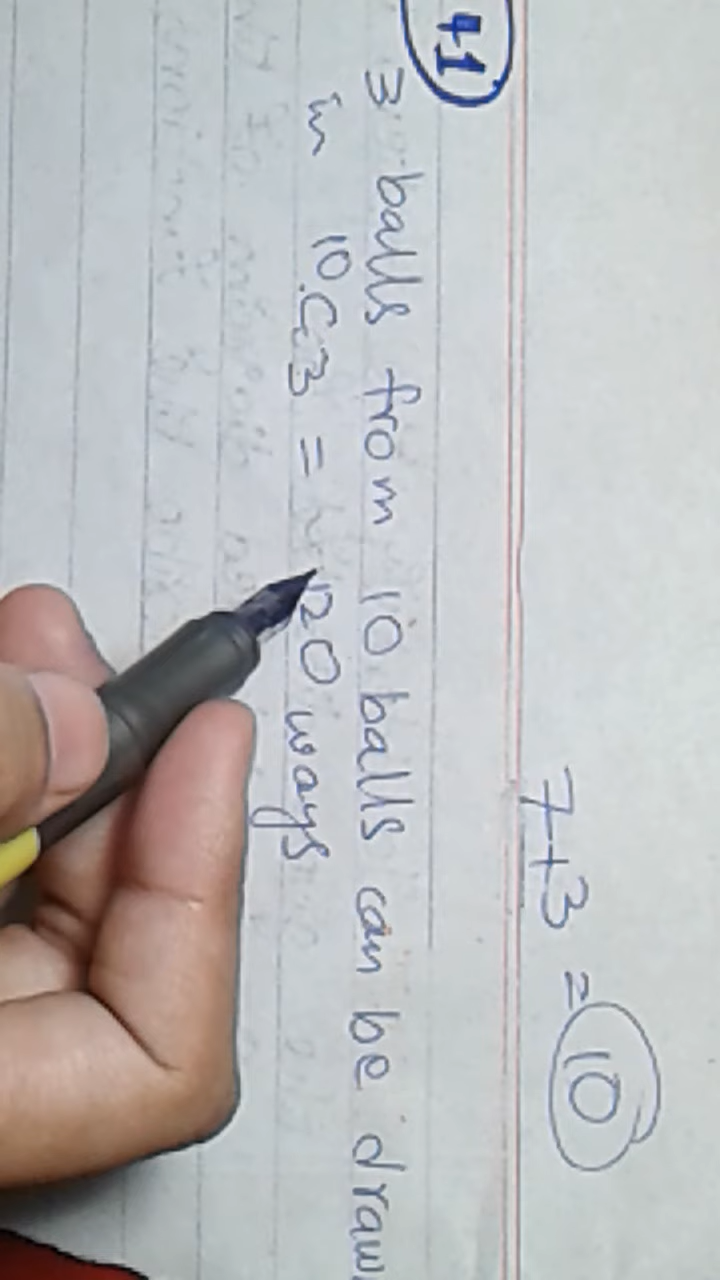 7+3 = 10
41
3 balls from 10 balls can be draw
in 10C3 = 120 ways